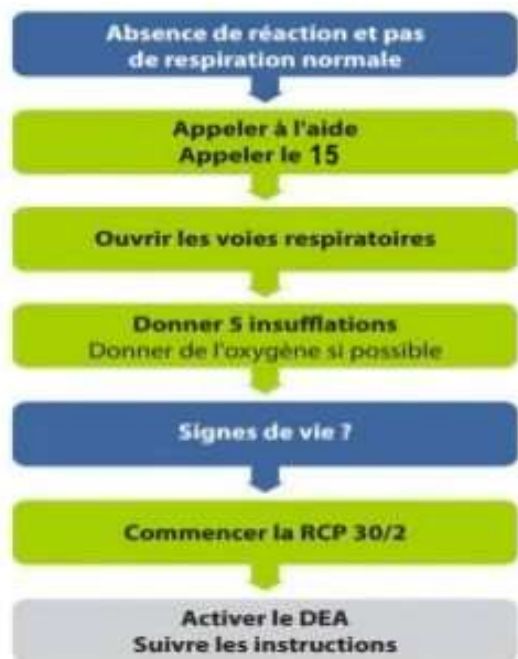 Absence de réaction et pas
de respiration normale
Appeler à l'aide
Appeler le 15
Ouvrir les voies respiratoires
Donner 5 insufflations
Donner de l'oxygène si possible
Signes de vie ?
Commencer la RCP 30/2
Activer le DEA
Suivre les instructions